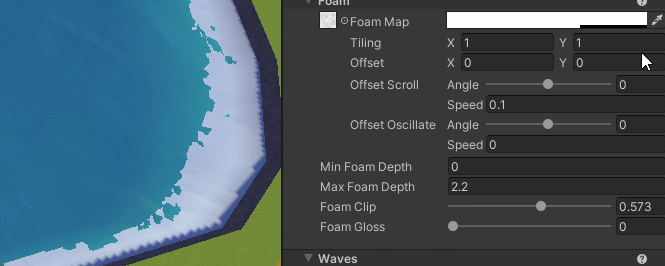 Foam
Foam Map
Tiling X 1 Y 1
Offset X 0 Y 0
Offset Scroll Angle 0
Speed 0.1
Offset Oscillate Angle 0
Speed 0
Min Foam Depth 0
Max Foam Depth 2.2
Foam Clip 0.573
Foam Gloss 0
Waves